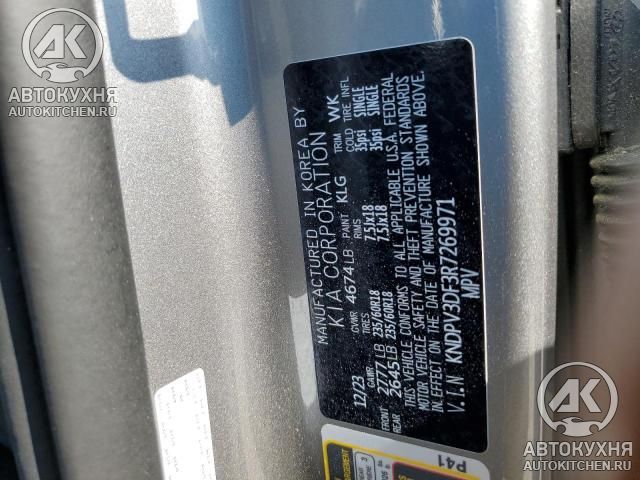 MANUFACTURED IN KOREA BY
KIA CORPORATION
GVWR 4674LB PAINT KLG TRIM WK
12/23 GAWR TIRES RIMS COLD TIRE INFL
FRONT 2777LB 235/60R18 7.5Jx18 35psi SINGLE
REAR 2645LB 235/60R18 7.5Jx18 35psi SINGLE
THIS VEHICLE CONFORMS TO ALL APPLICABLE U.S.A. FEDERAL
MOTOR VEHICLE SAFETY AND THEFT PREVENTION STANDARDS
IN EFFECT ON THE DATE OF MANUFACTURE SHOWN ABOVE.
V.I.N KNDPV3DF3R7269971
MPV
P41
АК
АВТОКУХНЯ
AUTOKITCHEN.RU
АК
АВТОКУХНЯ
AUTOKITCHEN.RU